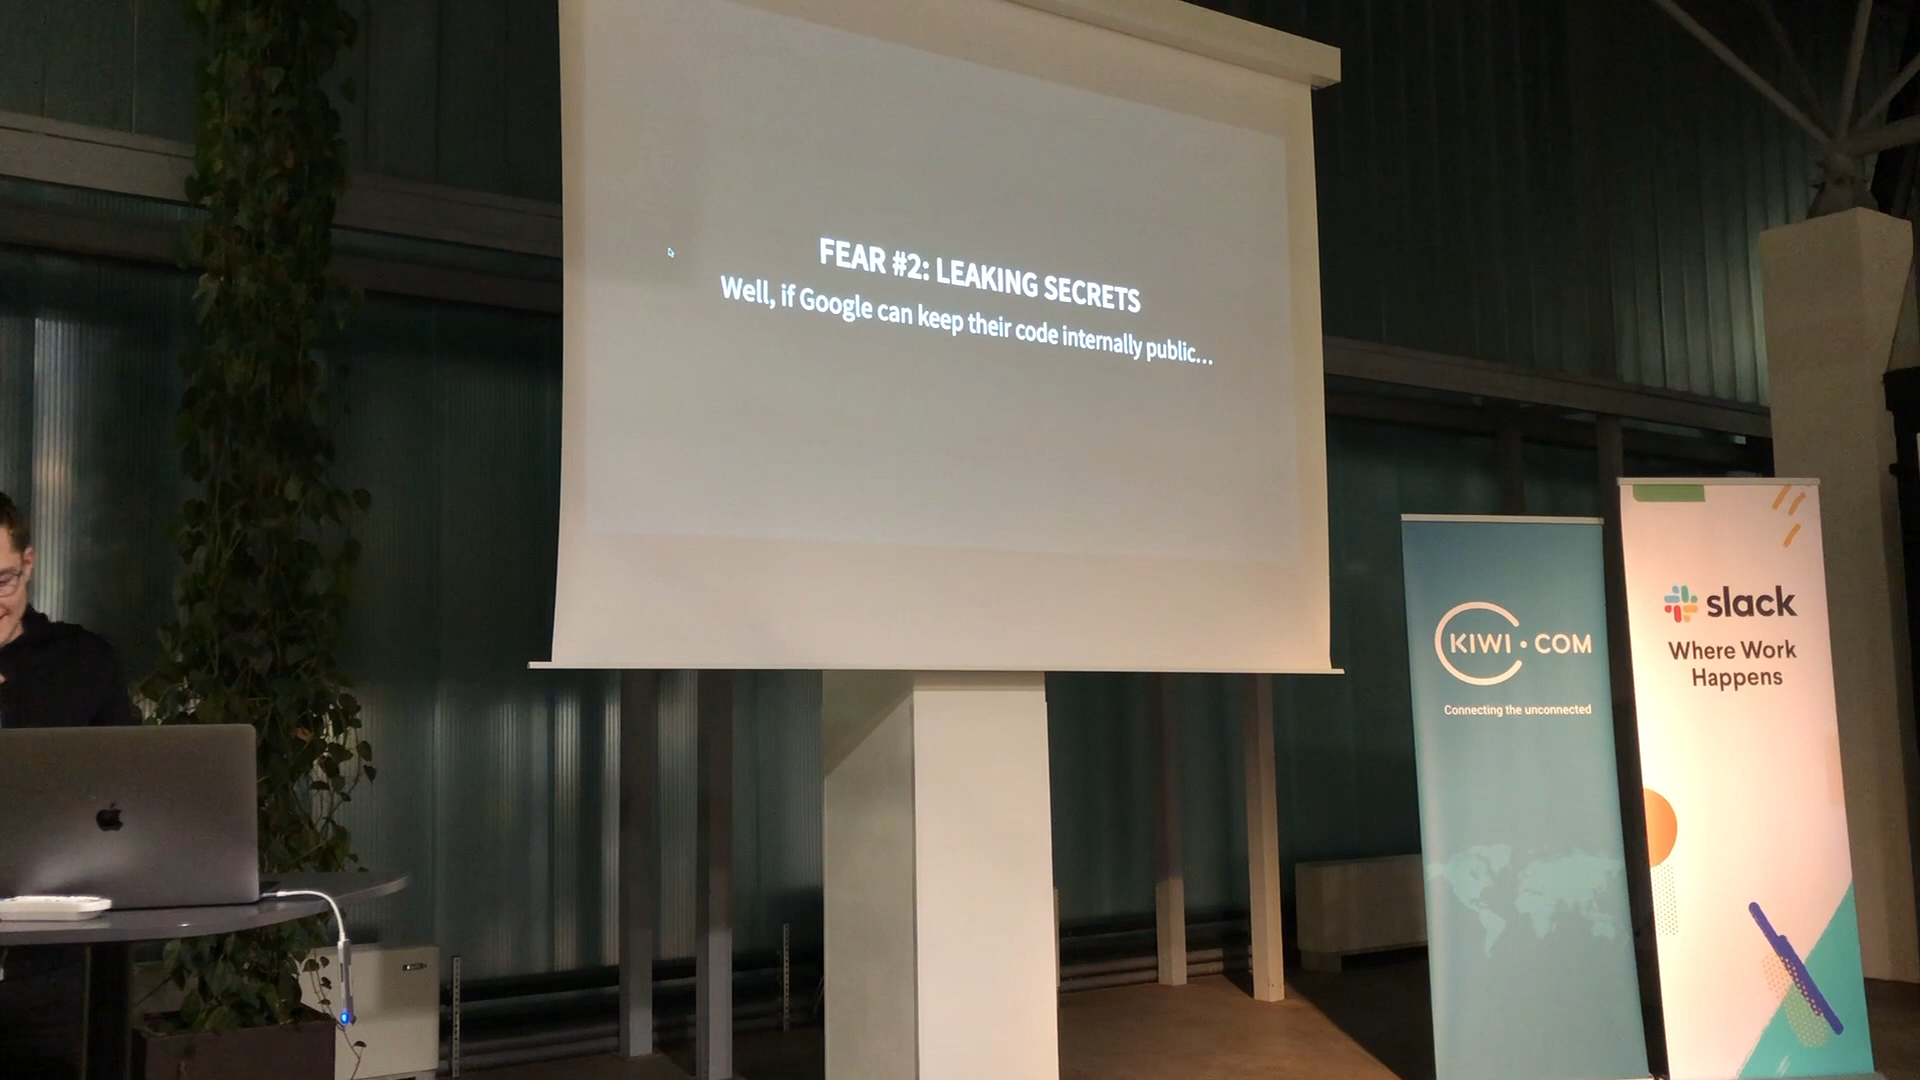 FEAR #2: LEAKING SECRETS
Well, if Google can keep their code internally public...
KIWI.COM
Connecting the unconnected
slack
Where Work
Happens